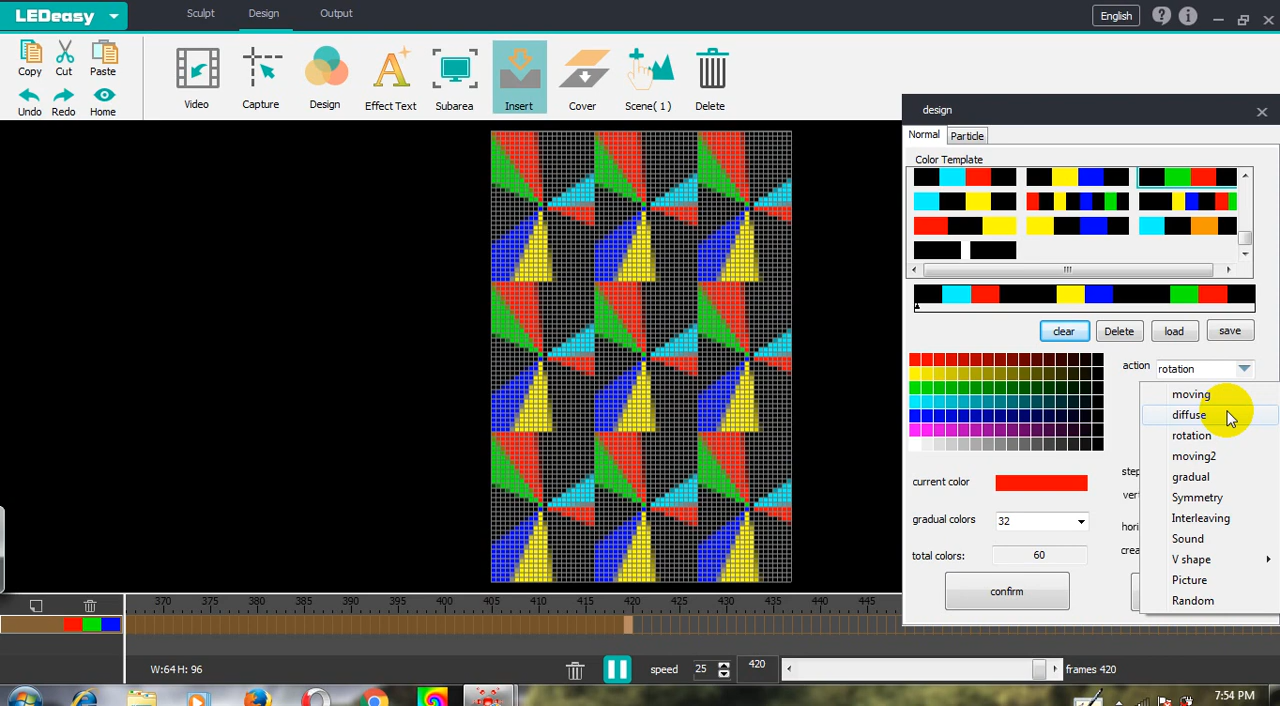 LEDeasy
Sculpt Design Output
English
Copy Cut Paste
Undo Redo Home
Video Capture Design Effect Text Subarea Insert Cover Scene( 1 ) Delete
design
Normal Particle
Color Template
clear Delete load save
action rotation
moving
diffuse
rotation
moving2
gradual
Symmetry
Interleaving
Sound
V shape
Picture
Random
current color
step
vert
gradual colors 32
hori
total colors: 60
crea
confirm
370 375 380 385 390 395 400 405 410 415 420 425 430 435 440 445
W:64 H: 96
speed 25 420
frames 420
7:54 PM